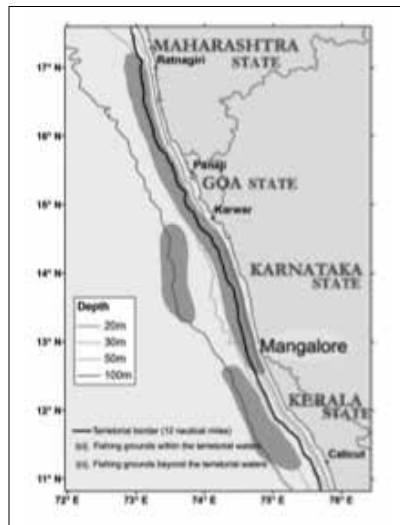 MAHARASHTRA
STATE
Ratnagiri
Panaji
GOA STATE
Karwar
KARNATAKA
STATE
Mangalore
KERALA
STATE
Calicut
17° N
16° N
15° N
14° N
13° N
12° N
11° N
Depth
20m
30m
50m
100m
Territorial border (12 nautical miles)
Fishing grounds within the territorial waters
Fishing grounds beyond the territorial waters
72° E
73° E
74° E
75° E
76° E